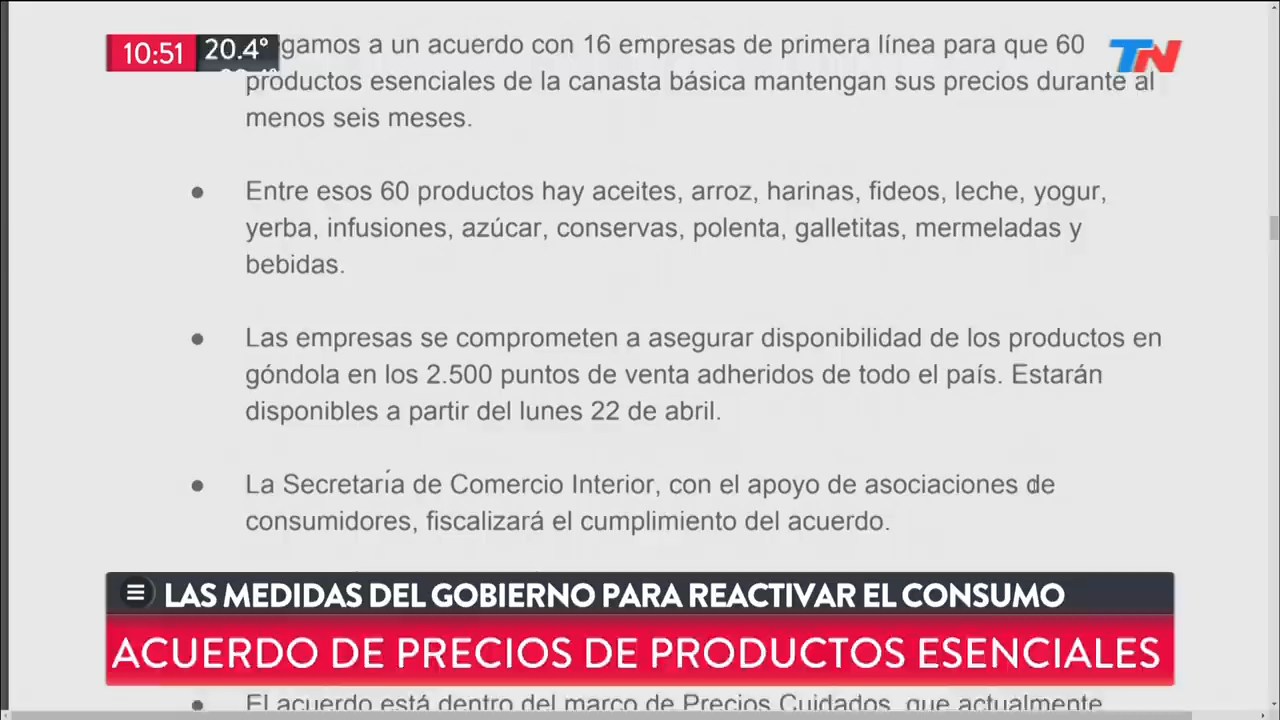 10:51 20.4°
gamos a un acuerdo con 16 empresas de primera línea para que 60
TN
productos esenciales de la canasta básica mantengan sus precios durante al
menos seis meses.
● Entre esos 60 productos hay aceites, arroz, harinas, fideos, leche, yogur,
yerba, infusiones, azúcar, conservas, polenta, galletitas, mermeladas y
bebidas.
● Las empresas se comprometen a asegurar disponibilidad de los productos en
góndola en los 2.500 puntos de venta adheridos de todo el país. Estarán
disponibles a partir del lunes 22 de abril.
● La Secretaría de Comercio Interior, con el apoyo de asociaciones de
consumidores, fiscalizará el cumplimiento del acuerdo.
LAS MEDIDAS DEL GOBIERNO PARA REACTIVAR EL CONSUMO
ACUERDO DE PRECIOS DE PRODUCTOS ESENCIALES
● El acuerdo está dentro del marco de Precios Cuidados, que actualmente